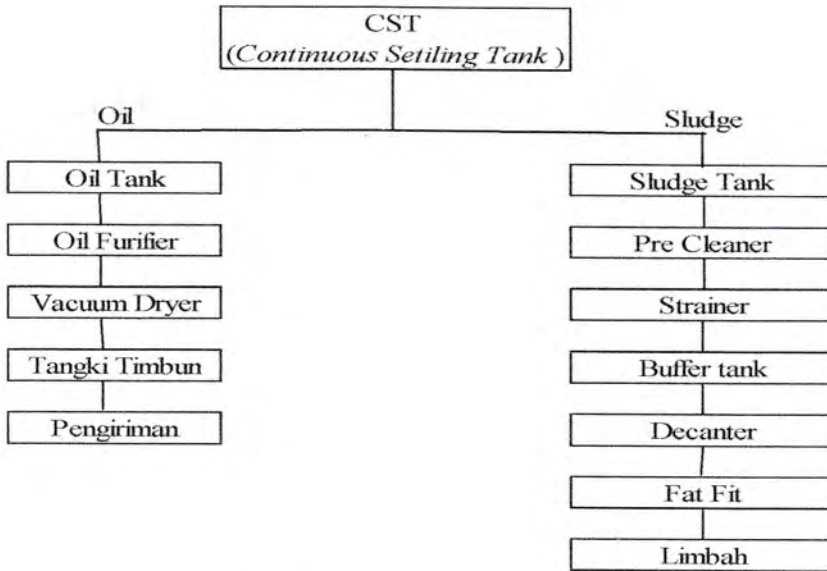 CST
(Continuous Setiling Tank )
Oil
Sludge
Oil Tank
Oil Furifier
Vacuum Dryer
Tangki Timbun
Pengiriman
Sludge Tank
Pre Cleaner
Strainer
Buffer tank
Decanter
Fat Fit
Limbah